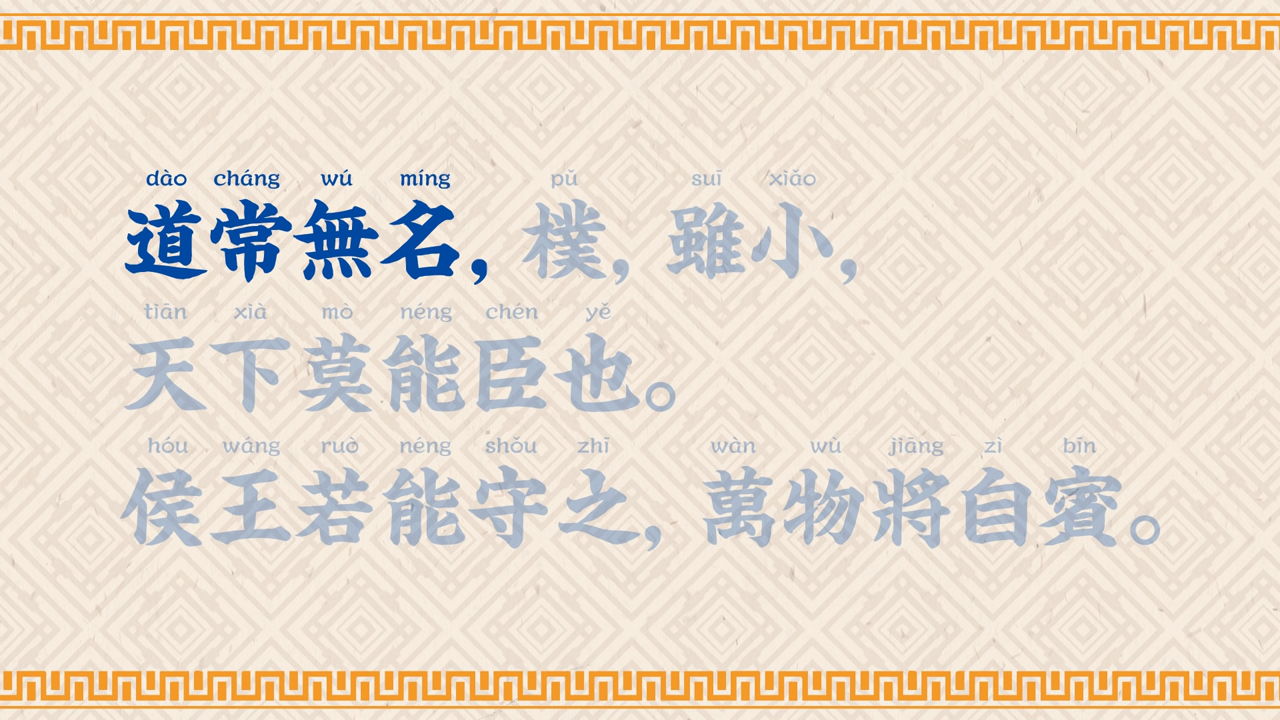 dào cháng wú míng pǔ suī xiǎo
道常無名，樸，雖小，
tiān xià mò néng chén yě
天下莫能臣也。
hóu wáng ruò néng shǒu zhī wàn wù jiāng zì bīn
侯王若能守之，萬物將自賓。